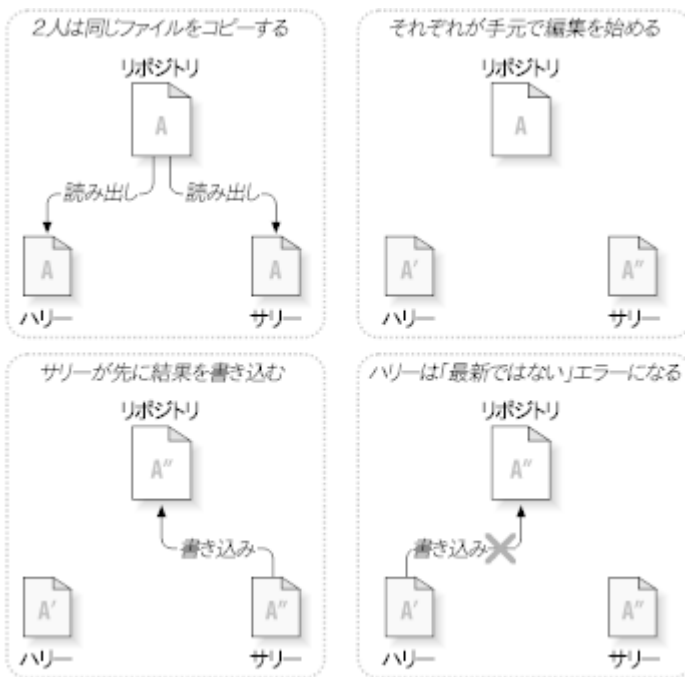 2人は同じファイルをコピーする
リポジトリ
A
読み出し
読み出し
A
A
ハリー
サリー
それぞれが手元で編集を始める
リポジトリ
A
A'
A"
ハリー
サリー
サリーが先に結果を書き込む
リポジトリ
A"
書き込み
A'
A"
ハリー
サリー
ハリーは「最新ではない」エラーになる
リポジトリ
A"
書き込み
A'
A"
ハリー
サリー